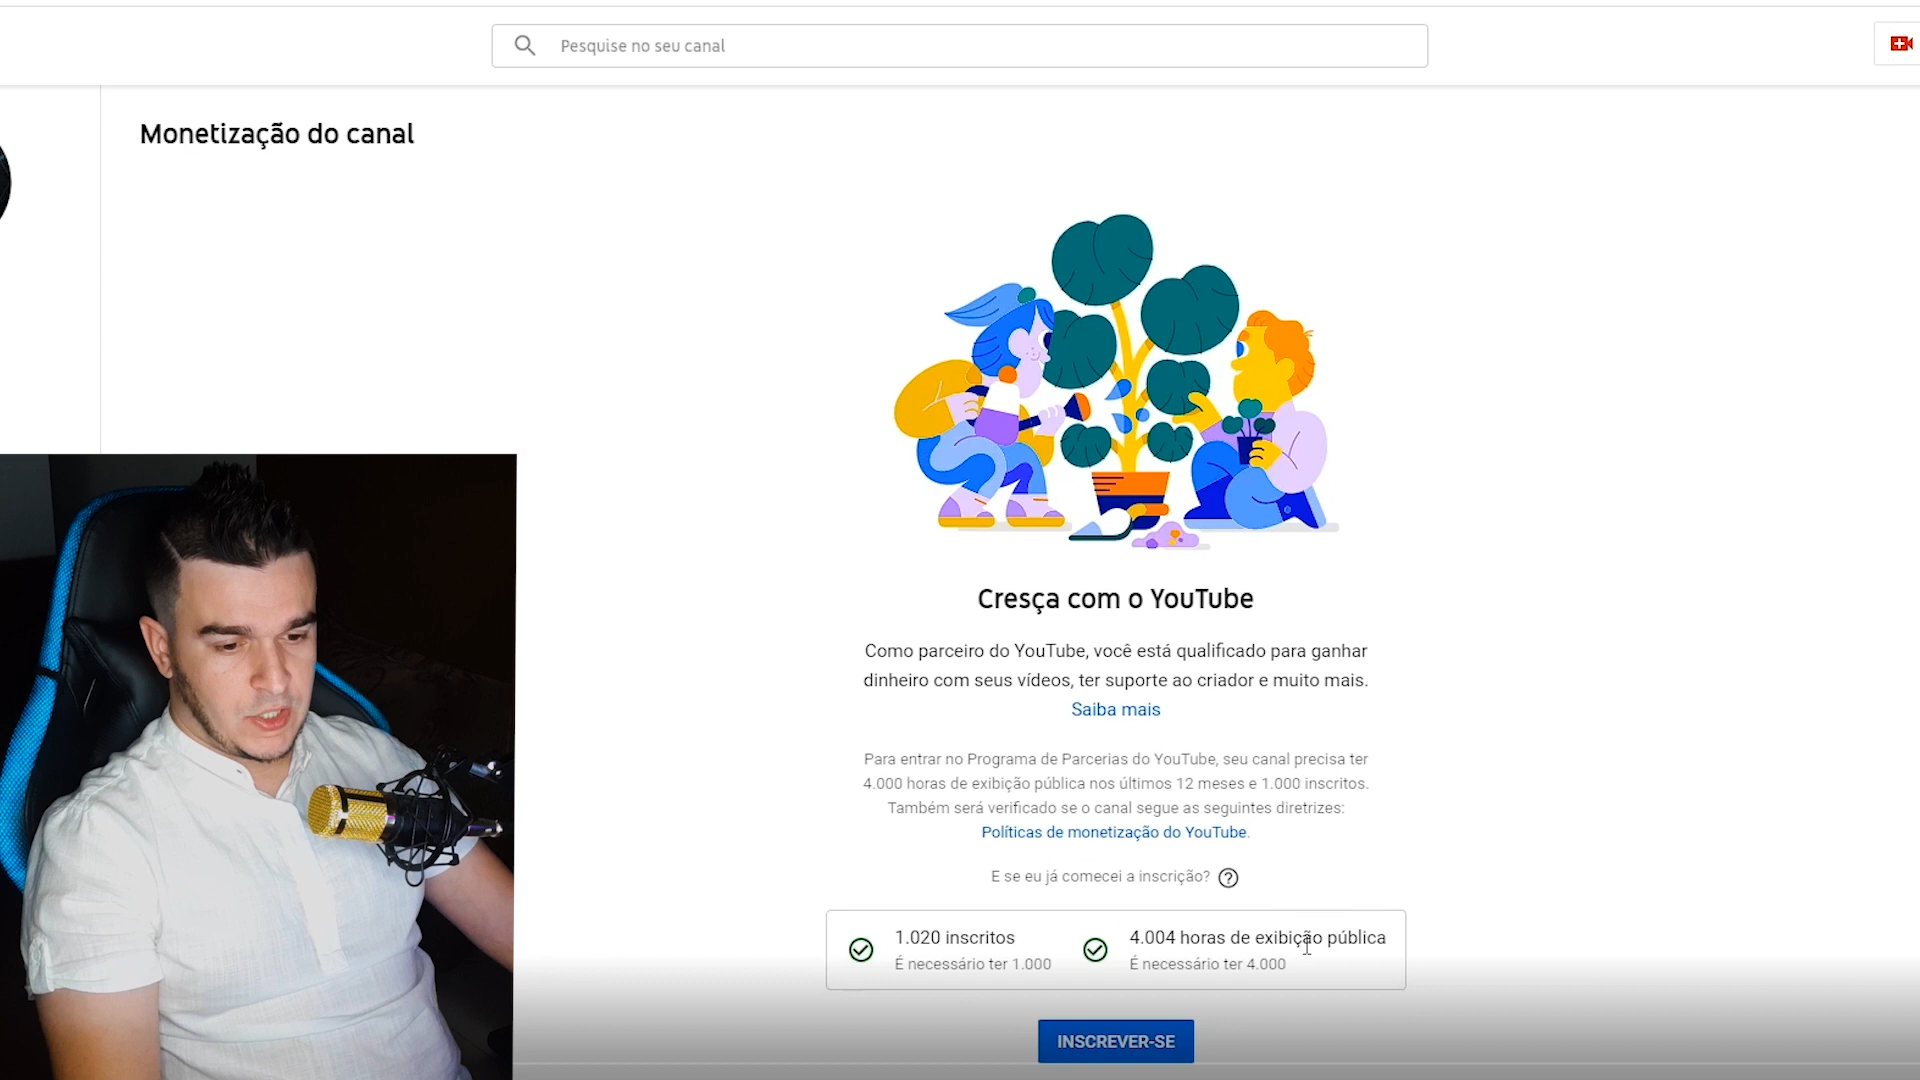 Pesquise no seu canal
Monetização do canal
Cresça com o YouTube
Como parceiro do YouTube, você está qualificado para ganhar
dinheiro com seus vídeos, ter suporte ao criador e muito mais.
Saiba mais
Para entrar no Programa de Parcerias do YouTube, seu canal precisa ter
4.000 horas de exibição pública nos últimos 12 meses e 1.000 inscritos.
Também será verificado se o canal segue as seguintes diretrizes:
Políticas de monetização do YouTube.
E se eu já comecei a inscrição? ?
1.020 inscritos
É necessário ter 1.000
4.004 horas de exibição pública
É necessário ter 4.000
INSCREVER-SE